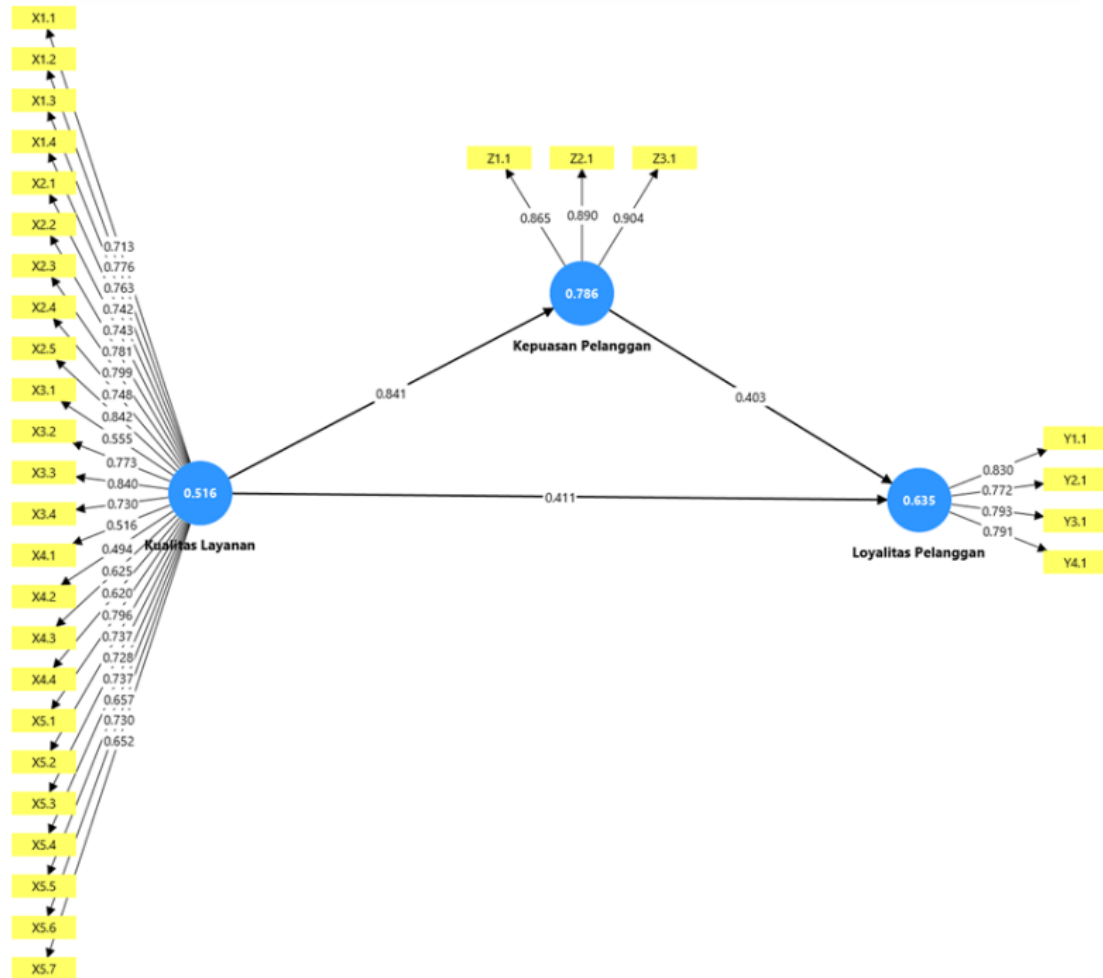 X1.1
X1.2
X1.3
X1.4
X2.1
X2.2
X2.3
X2.4
X2.5
X3.1
X3.2
X3.3
X3.4
X4.1
X4.2
X4.3
X4.4
X5.1
X5.2
X5.3
X5.4
X5.5
X5.6
X5.7
0.713
0.776
0.763
0.742
0.743
0.781
0.799
0.748
0.842
0.555
0.773
0.840
0.730
0.516
0.494
0.625
0.620
0.796
0.737
0.728
0.737
0.657
0.730
0.652
0.516
Kualitas Layanan
0.841
0.411
Z1.1
Z2.1
Z3.1
0.865
0.890
0.904
0.786
Kepuasan Pelanggan
0.403
0.635
Loyalitas Pelanggan
0.830
0.772
0.793
0.791
Y1.1
Y2.1
Y3.1
Y4.1